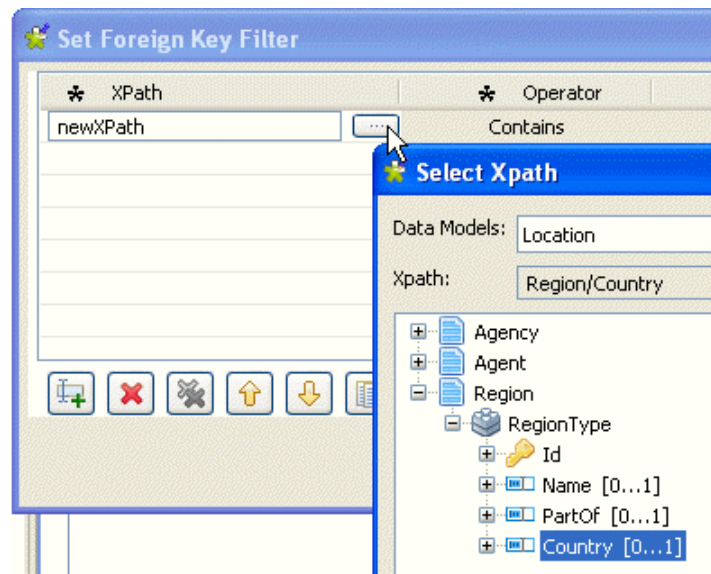 Set Foreign Key Filter
* XPath * Operator
newXPath ... Contains
Select Xpath
Data Models: Location
Xpath: Region/Country
Agency
Agent
Region
RegionType
Id
Name [0...1]
PartOf [0...1]
Country [0...1]